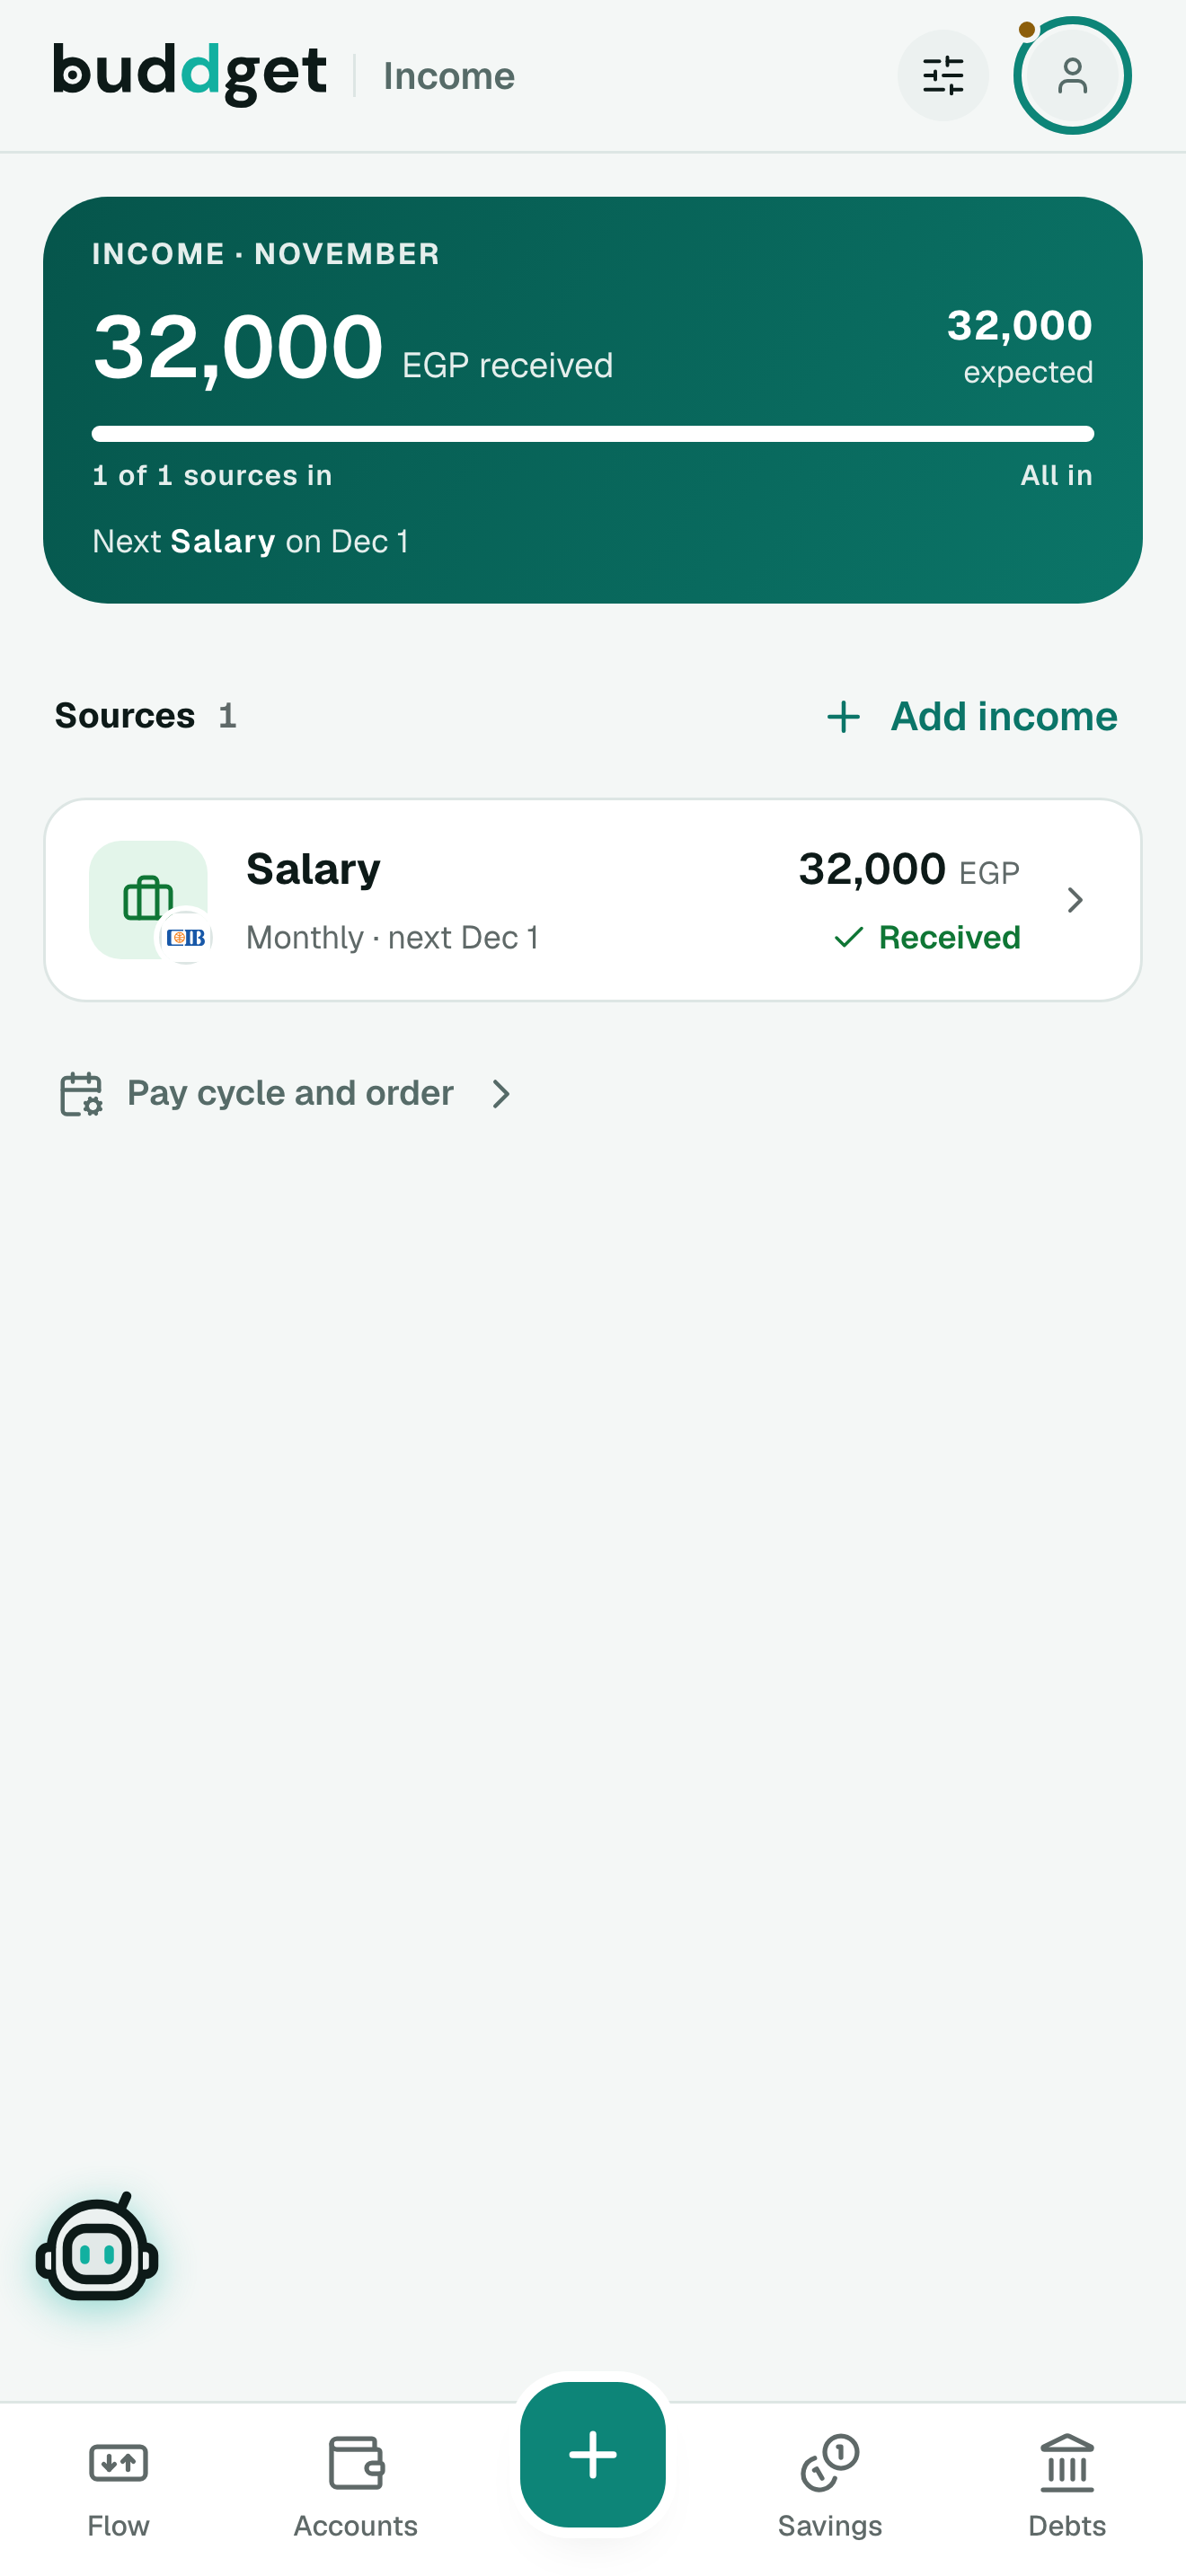 buddget
Income
INCOME · NOVEMBER
32,000 EGP received
32,000
expected
1 of 1 sources in
All in
Next Salary on Dec 1
Sources 1
+ Add income
Salary
32,000 EGP
CIB
Monthly · next Dec 1
Received
Pay cycle and order
Flow
Accounts
Savings
Debts